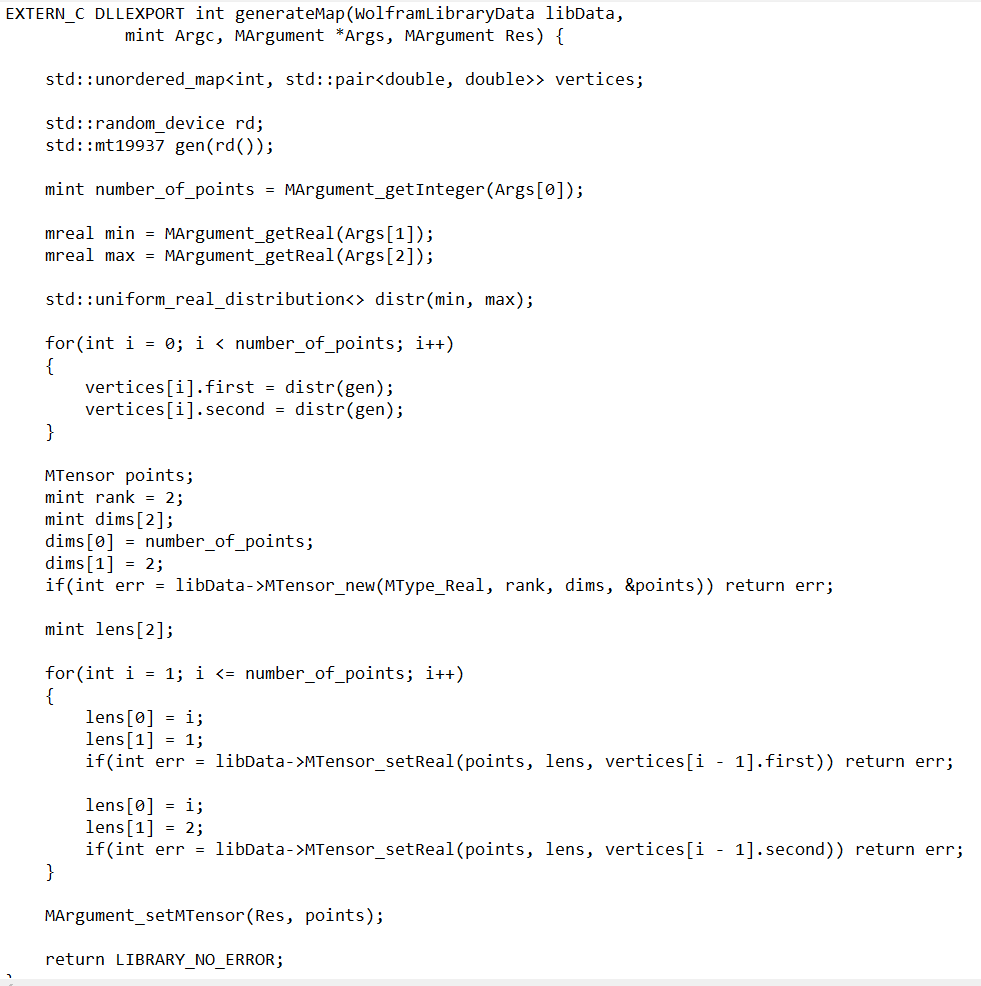 EXTERN_C DLLEXPORT int generateMap(WolframLibraryData libData,
            mint Argc, MArgument *Args, MArgument Res) {

    std::unordered_map<int, std::pair<double, double>> vertices;

    std::random_device rd;
    std::mt19937 gen(rd());

    mint number_of_points = MArgument_getInteger(Args[0]);

    mreal min = MArgument_getReal(Args[1]);
    mreal max = MArgument_getReal(Args[2]);

    std::uniform_real_distribution<> distr(min, max);

    for(int i = 0; i < number_of_points; i++)
    {
        vertices[i].first = distr(gen);
        vertices[i].second = distr(gen);
    }

    MTensor points;
    mint rank = 2;
    mint dims[2];
    dims[0] = number_of_points;
    dims[1] = 2;
    if(int err = libData->MTensor_new(MType_Real, rank, dims, &points)) return err;

    mint lens[2];

    for(int i = 1; i <= number_of_points; i++)
    {
        lens[0] = i;
        lens[1] = 1;
        if(int err = libData->MTensor_setReal(points, lens, vertices[i - 1].first)) return err;

        lens[0] = i;
        lens[1] = 2;
        if(int err = libData->MTensor_setReal(points, lens, vertices[i - 1].second)) return err;
    }

    MArgument_setMTensor(Res, points);

    return LIBRARY_NO_ERROR;